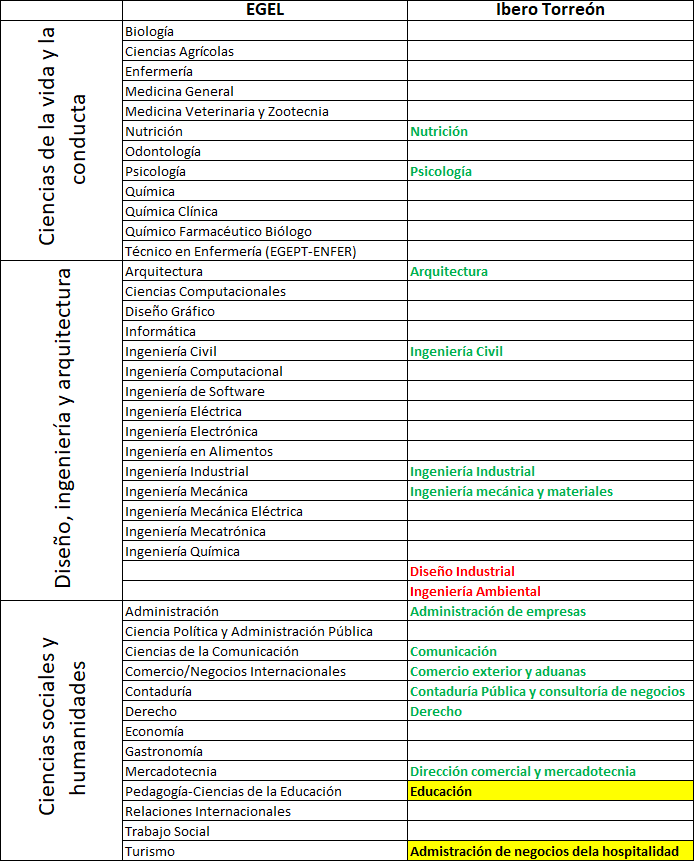 EGEL Ibero Torreón
Ciencias de la vida y la
conducta
Biología
Ciencias Agrícolas
Enfermería
Medicina General
Medicina Veterinaria y Zootecnia
Nutrición Nutrición
Odontología
Psicología Psicología
Química
Química Clínica
Químico Farmacéutico Biólogo
Técnico en Enfermería (EGEPT-ENFER)
Diseño, ingeniería y arquitectura
Arquitectura Arquitectura
Ciencias Computacionales
Diseño Gráfico
Informática
Ingeniería Civil Ingeniería Civil
Ingeniería Computacional
Ingeniería de Software
Ingeniería Eléctrica
Ingeniería Electrónica
Ingeniería en Alimentos
Ingeniería Industrial Ingeniería Industrial
Ingeniería Mecánica Ingeniería mecánica y materiales
Ingeniería Mecánica Eléctrica
Ingeniería Mecatrónica
Ingeniería Química
Diseño Industrial
Ingeniería Ambiental
Ciencias sociales y
humanidades
Administración Administración de empresas
Ciencia Política y Administración Pública
Ciencias de la Comunicación Comunicación
Comercio/Negocios Internacionales Comercio exterior y aduanas
Contaduría Contaduría Pública y consultoría de negocios
Derecho Derecho
Economía
Gastronomía
Mercadotecnia Dirección comercial y mercadotecnia
Pedagogía-Ciencias de la Educación Educación
Relaciones Internacionales
Trabajo Social
Turismo Admistración de negocios dela hospitalidad